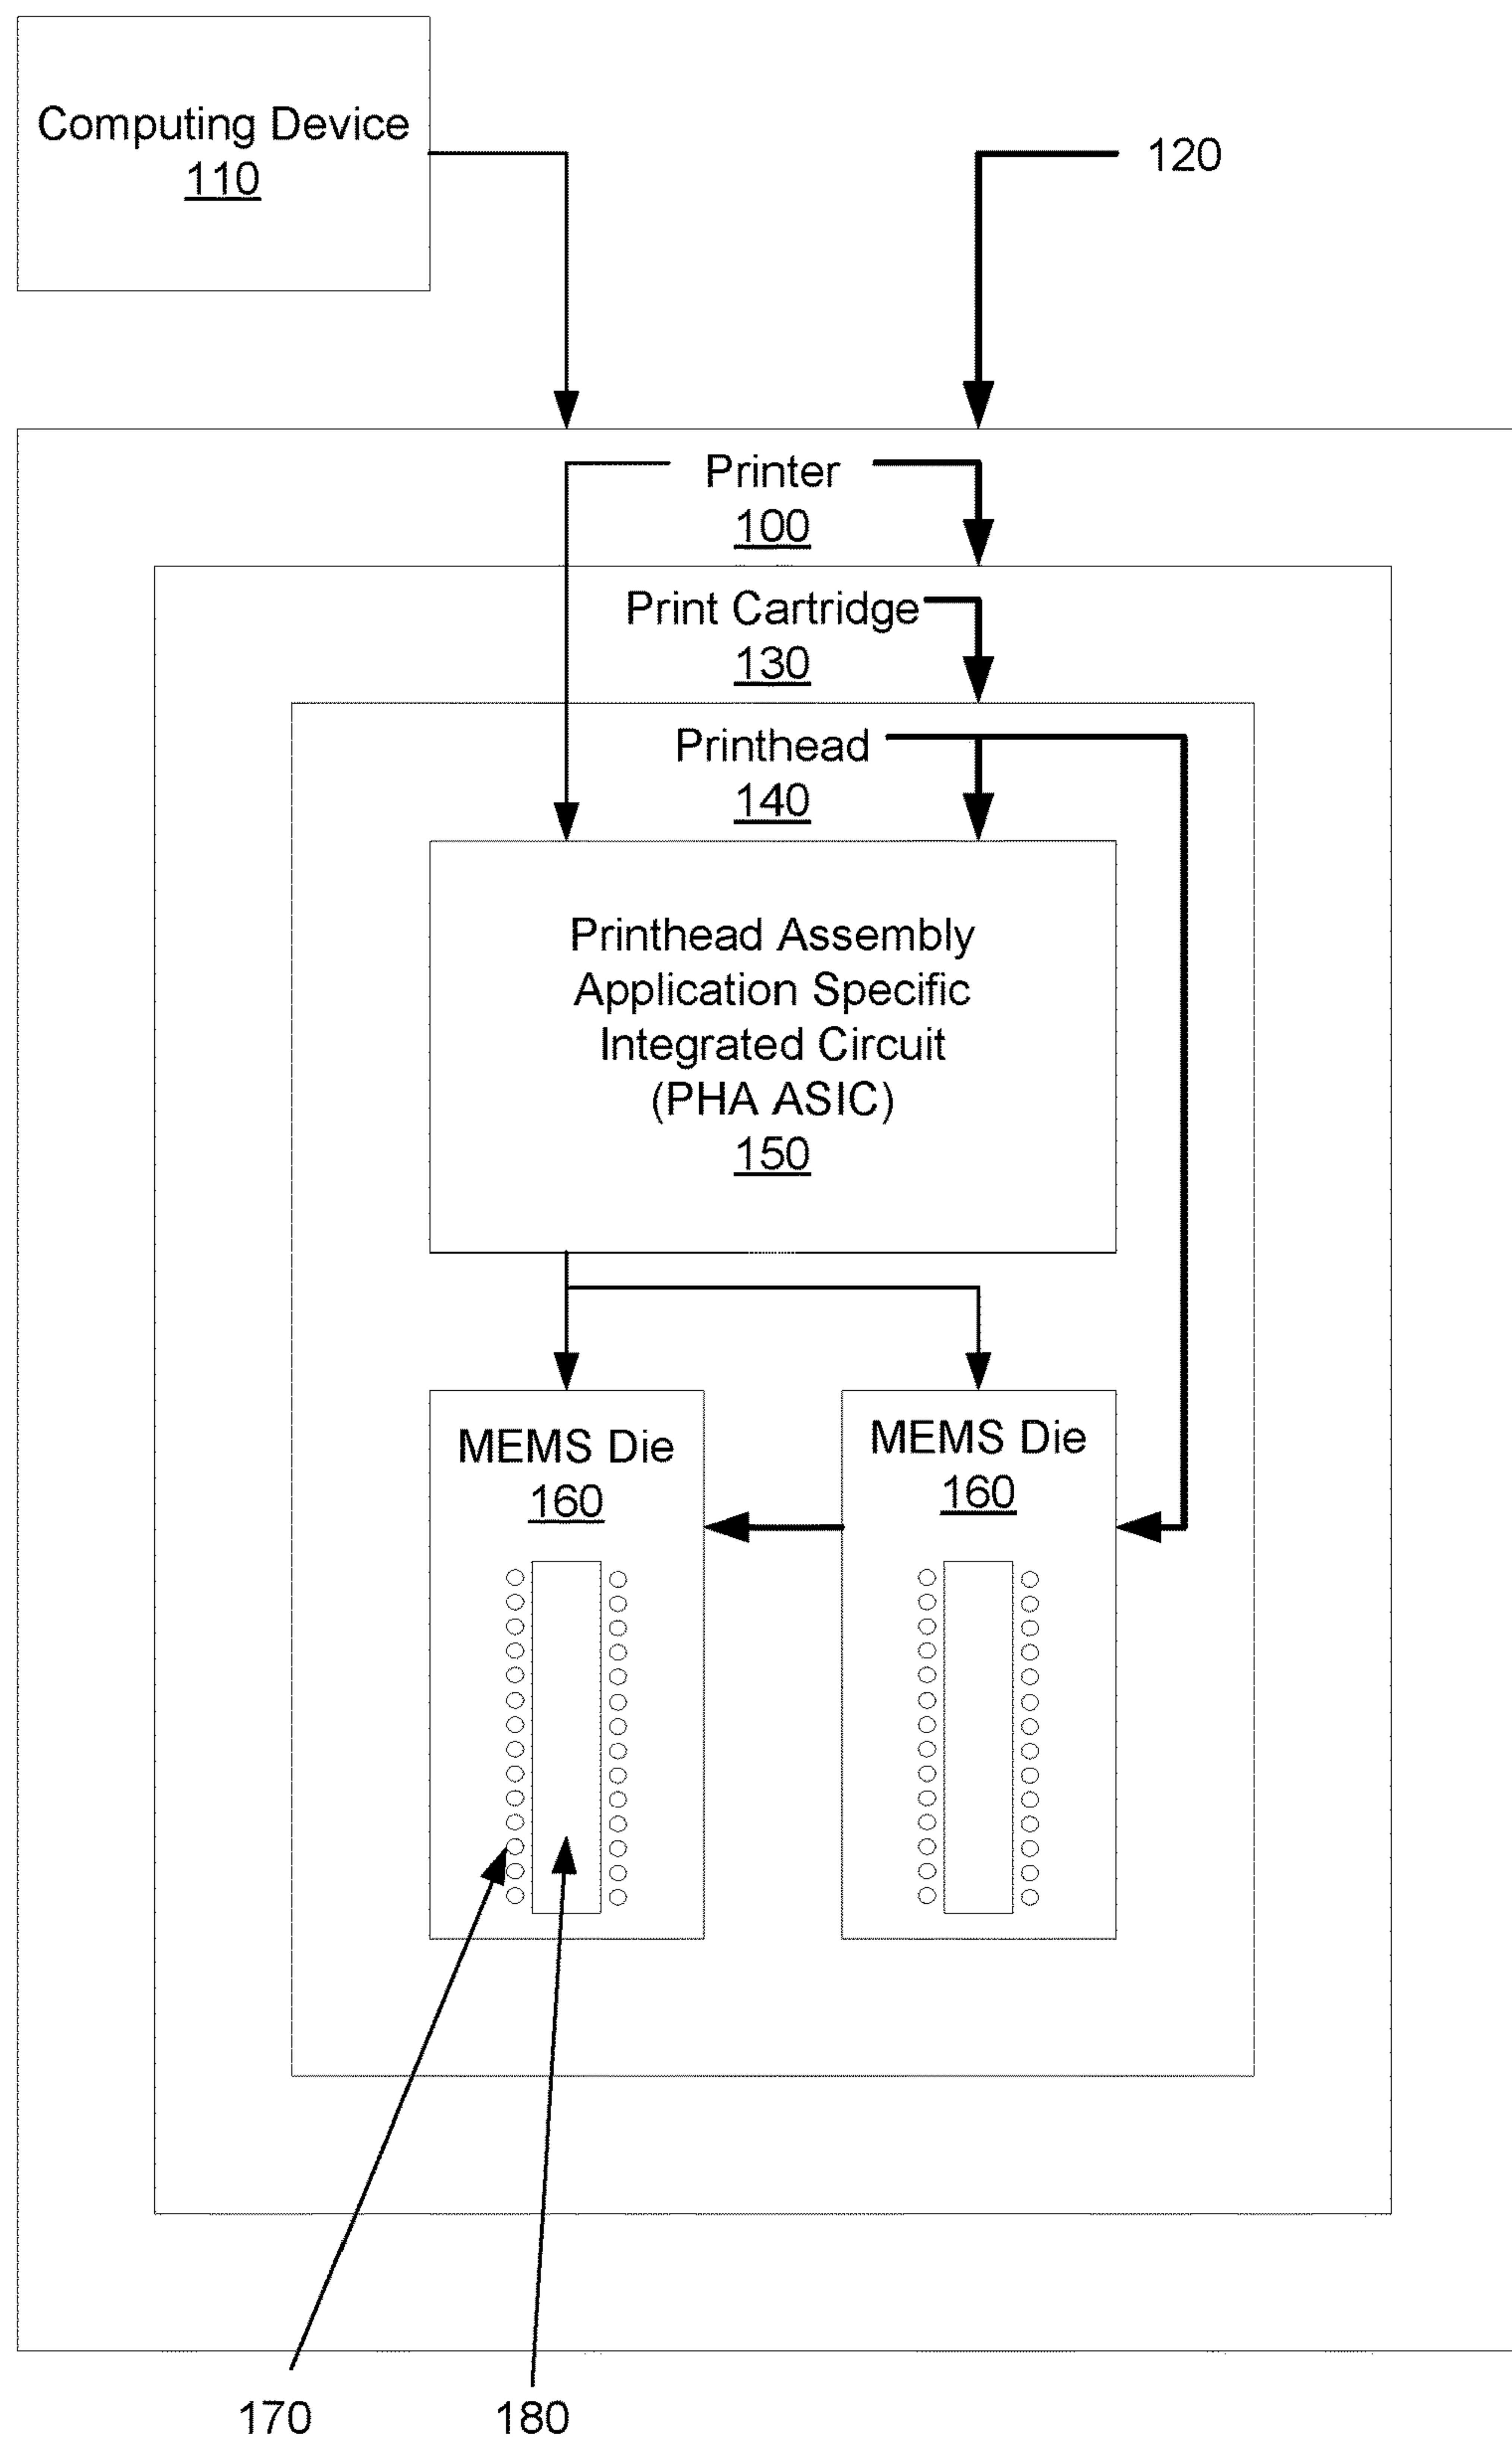 Computing Device
110
120
Printer
100
Print Cartridge
130
Printhead
140
Printhead Assembly
Application Specific
Integrated Circuit
(PHA ASIC)
150
MEMS Die
160
MEMS Die
160
170
180